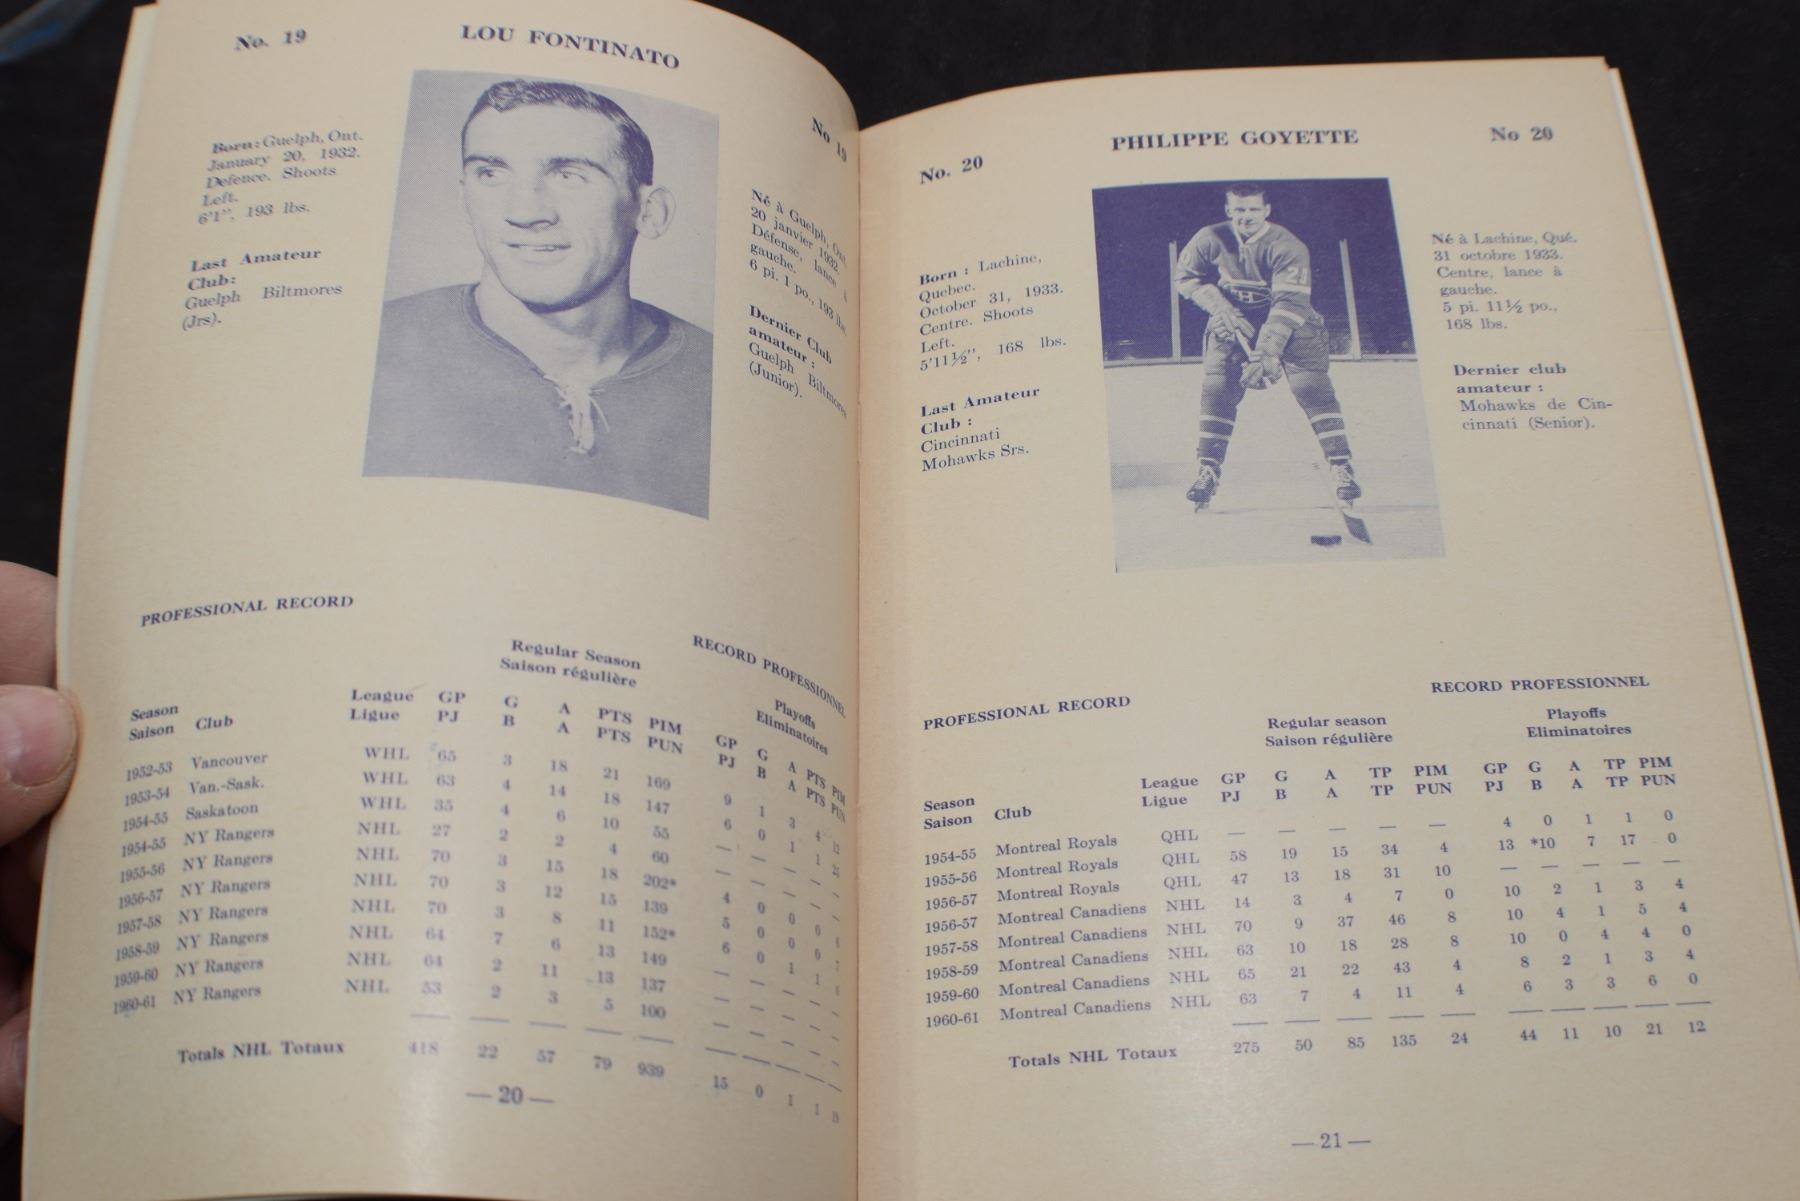 No. 19
LOU FONTINATO
No 19
Born: Guelph, Ont.
January 20, 1932.
Defence. Shoots
Left.
6'1", 193 lbs.
Last Amateur
Club:
Guelph Biltmores
(Jrs).
Né à Guelph, Ont.
20 janvier 1932.
Défense, lance à
gauche.
6 pi. 1 po., 193 lbs.
Dernier Club
amateur :
Guelph Biltmores
(Junior).
PROFESSIONAL RECORD
RECORD PROFESSIONNEL
Regular Season
Saison régulière
Playoffs
Eliminatoires
Season Club League GP G A PTS PIM GP G A PTS PIM
Saison Ligue PJ B A PTS PUN PJ B A PTS PUN
1952-53 Vancouver WHL 65 3 18 21 169 9 1 3 4 12
1953-54 Van.-Sask. WHL 63 4 14 18 147 6 0 1 1
1954-55 Saskatoon WHL 35 4 6 10 55 — — — — —
1954-55 NY Rangers NHL 27 2 2 4 60 — — — — —
1955-56 NY Rangers NHL 70 3 15 18 202* 4 0 0 0
1956-57 NY Rangers NHL 70 3 12 15 139 5 0 0 0 7
1957-58 NY Rangers NHL 70 3 8 11 152* 6 0 1 1
1958-59 NY Rangers NHL 64 7 6 13 149 — — — — —
1959-60 NY Rangers NHL 64 2 11 13 137 — — — — —
1960-61 NY Rangers NHL 53 2 3 5 100 — — — — —
Totals NHL Totaux 418 22 57 79 939 15 0 1 1 19
—20—
No. 20
PHILIPPE GOYETTE
No 20
20
21
Born : Lachine,
Quebec.
October 31, 1933.
Centre. Shoots
Left.
5'11½", 168 lbs.
Last Amateur
Club :
Cincinnati
Mohawks Srs.
Né à Lachine, Qué.
31 octobre 1933.
Centre, lance à
gauche.
5 pi. 11½ po.,
168 lbs.
Dernier club
amateur :
Mohawks de Cin-
cinnati (Senior).
PROFESSIONAL RECORD
RECORD PROFESSIONNEL
Regular season
Saison régulière
Playoffs
Eliminatoires
Season Club League GP G A TP PIM GP G A TP PIM
Saison Ligue PJ B A TP PUN PJ B A TP PUN
1954-55 Montreal Royals QHL — — — — — 4 0 1 1 0
1955-56 Montreal Royals QHL 58 19 15 34 4 13 *10 7 17 0
1956-57 Montreal Royals QHL 47 13 18 31 10 — — — — —
1956-57 Montreal Canadiens NHL 14 3 4 7 0 10 2 1 3 4
1957-58 Montreal Canadiens NHL 70 9 37 46 8 10 4 1 5 4
1958-59 Montreal Canadiens NHL 63 10 18 28 8 10 0 4 4 0
1959-60 Montreal Canadiens NHL 65 21 22 43 4 8 2 1 3 4
1960-61 Montreal Canadiens NHL 63 7 4 11 4 6 3 3 6 0
Totals NHL Totaux 275 50 85 135 24 44 11 10 21 12
—21—